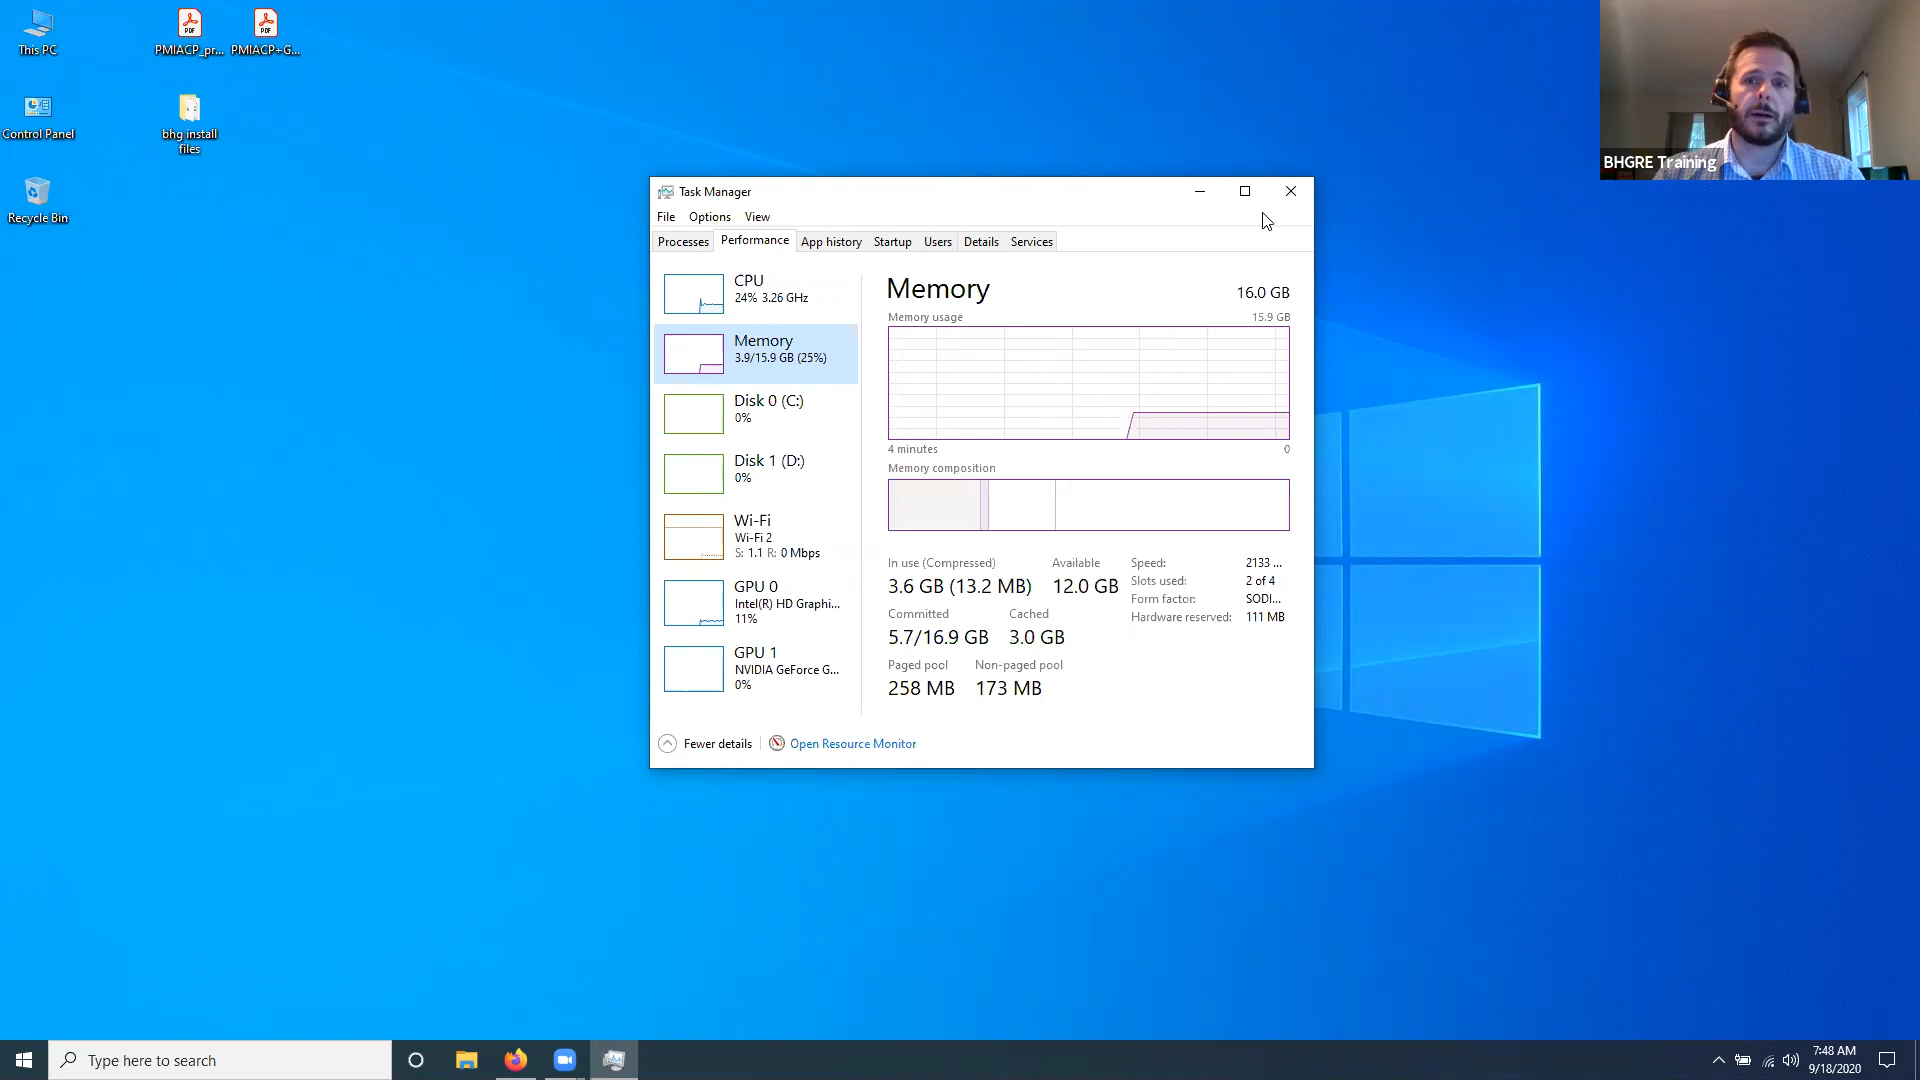 This PC
PMIACP_pr...
PMIACP+G...
Control Panel
bhg install
files
Recycle Bin
BHGRE Training
Task Manager
File
Options
View
Processes
Performance
App history
Startup
Users
Details
Services
CPU
24% 3.26 GHz
Memory
3.9/15.9 GB (25%)
Disk 0 (C:)
0%
Disk 1 (D:)
0%
Wi-Fi
Wi-Fi 2
S: 1.1 R: 0 Mbps
GPU 0
Intel(R) HD Graphi...
11%
GPU 1
NVIDIA GeForce G...
0%
Memory
16.0 GB
Memory usage
15.9 GB
4 minutes
0
Memory composition
In use (Compressed)
Available
3.6 GB (13.2 MB)
12.0 GB
Committed
Cached
5.7/16.9 GB
3.0 GB
Paged pool
Non-paged pool
258 MB
173 MB
Speed:
2133 ...
Slots used:
2 of 4
Form factor:
SODI...
Hardware reserved:
111 MB
Fewer details
Open Resource Monitor
Type here to search
7:48 AM
9/18/2020